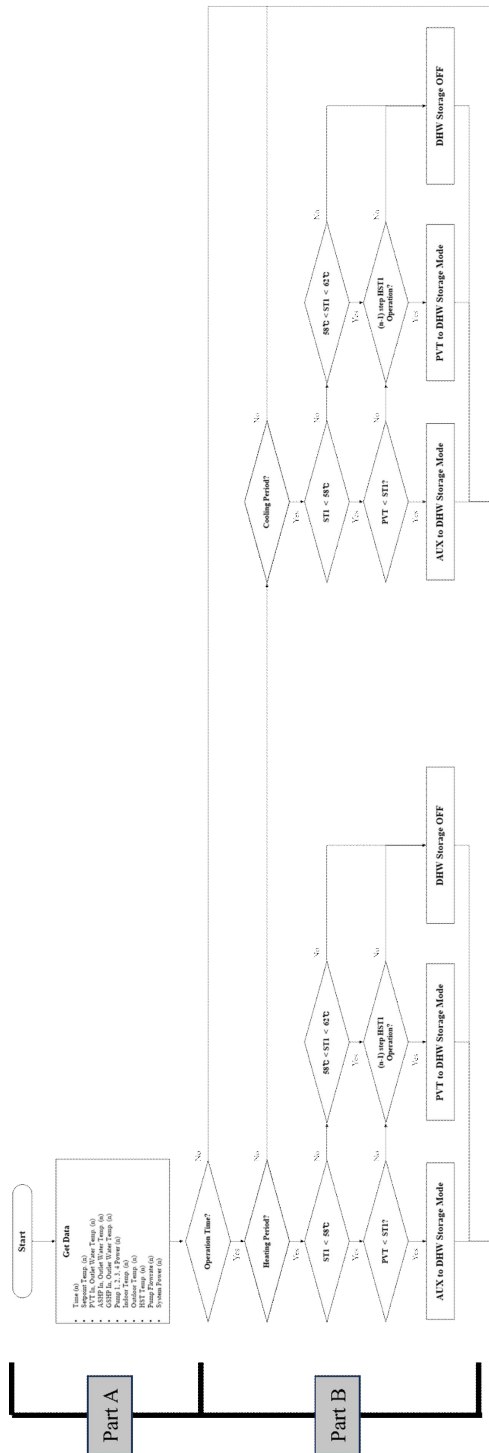 Part A
Start
Get Data
• Time (n)
• Setpoint Temp. (n)
• PVT In, Outlet Water Temp. (n)
• ASHP In, Outlet Water Temp. (n)
• GSHP In, Outler Water Temp. (n)
• Pump 1, 2, 3, 4 Power (n)
• Indoor Temp. (n)
• Outdoor Temp. (n)
• HST Temp. (n)
• Pump Flowrate (n)
• System Power (n)
Part B
Operation Time?
No
Yes
Heating Period?
No
Yes
ST1 < 58℃
No
Yes
58℃ < ST1 < 62℃
No
Yes
PVT < ST1?
No
Yes
(n-1) step HST1
Operation?
No
Yes
AUX to DHW Storage Mode
PVT to DHW Storage Mode
DHW Storage OFF
Cooling Period?
No
Yes
ST1 < 58℃
No
Yes
58℃ < ST1 < 62℃
No
Yes
PVT < ST1?
No
Yes
(n-1) step HST1
Operation?
No
Yes
AUX to DHW Storage Mode
PVT to DHW Storage Mode
DHW Storage OFF